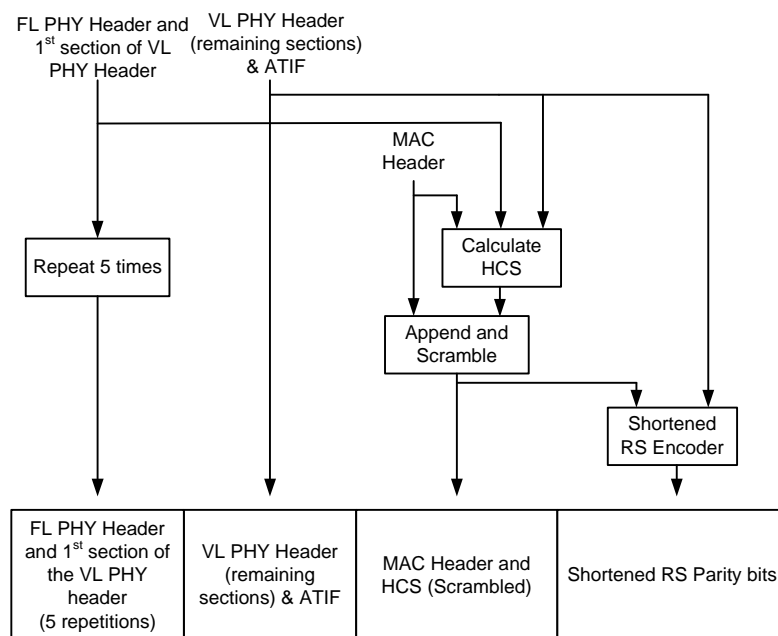 FL PHY Header and
1st section of VL
PHY Header
VL PHY Header
(remaining sections)
& ATIF
MAC
Header
Calculate
HCS
Repeat 5 times
Append and
Scramble
Shortened
RS Encoder
FL PHY Header
and 1st section of
the VL PHY
header
(5 repetitions)
VL PHY Header
(remaining
sections) & ATIF
MAC Header and
HCS (Scrambled)
Shortened RS Parity bits